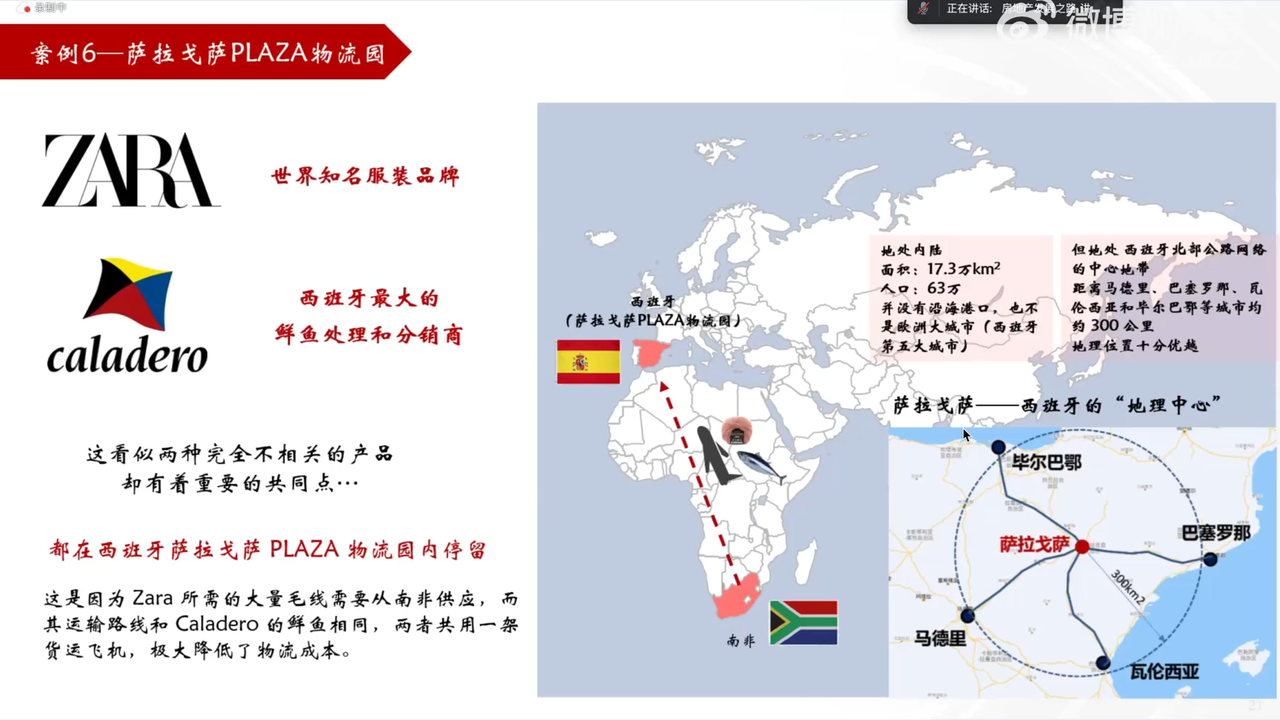 录制中
正在讲话: 房地产发展之路 讲
微博
案例6—萨拉戈萨PLAZA物流园
ZARA
世界知名服装品牌
caladero
西班牙最大的
鲜鱼处理和分销商
这看似两种完全不相关的产品
却有着重要的共同点…
都在西班牙萨拉戈萨 PLAZA 物流园内停留
这是因为 Zara 所需的大量毛线需要从南非供应，而
其运输路线和 Caladero 的鲜鱼相同，两者共用一架
货运飞机，极大降低了物流成本。
西班牙
（萨拉戈萨PLAZA物流园）
南非
地处内陆
面积：17.3万km²
人口：63万
并没有沿海港口，也不
是欧洲大城市（西班牙
第五大城市）
但地处 西班牙北部公路网络
的中心地带
距离马德里、巴塞罗那、瓦
伦西亚和毕尔巴鄂等城市均
约 300 公里
地理位置十分优越
萨拉戈萨——西班牙的“地理中心”
毕尔巴鄂
巴塞罗那
萨拉戈萨
300km2
马德里
瓦伦西亚
21